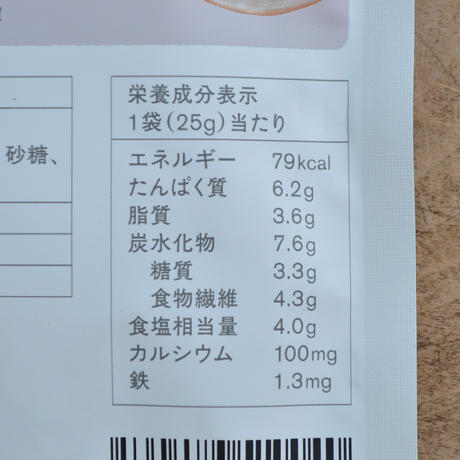 砂糖、
栄養成分表示
1袋(25g)当たり
エネルギー 79kcal
たんぱく質 6.2g
脂質 3.6g
炭水化物 7.6g
糖質 3.3g
食物繊維 4.3g
食塩相当量 4.0g
カルシウム 100mg
鉄 1.3mg